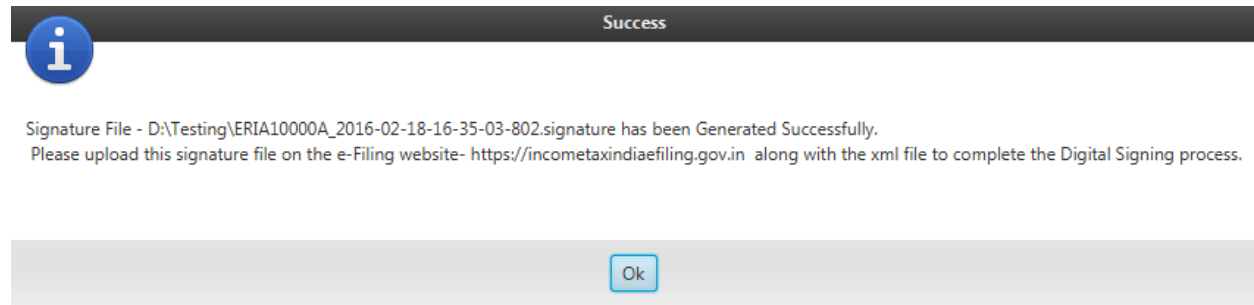 Success
i
Signature File - D:\Testing\ERIA10000A_2016-02-18-16-35-03-802.signature has been Generated Successfully.
Please upload this signature file on the e-Filing website- https://incometaxindiaefiling.gov.in along with the xml file to complete the Digital Signing process.
Ok